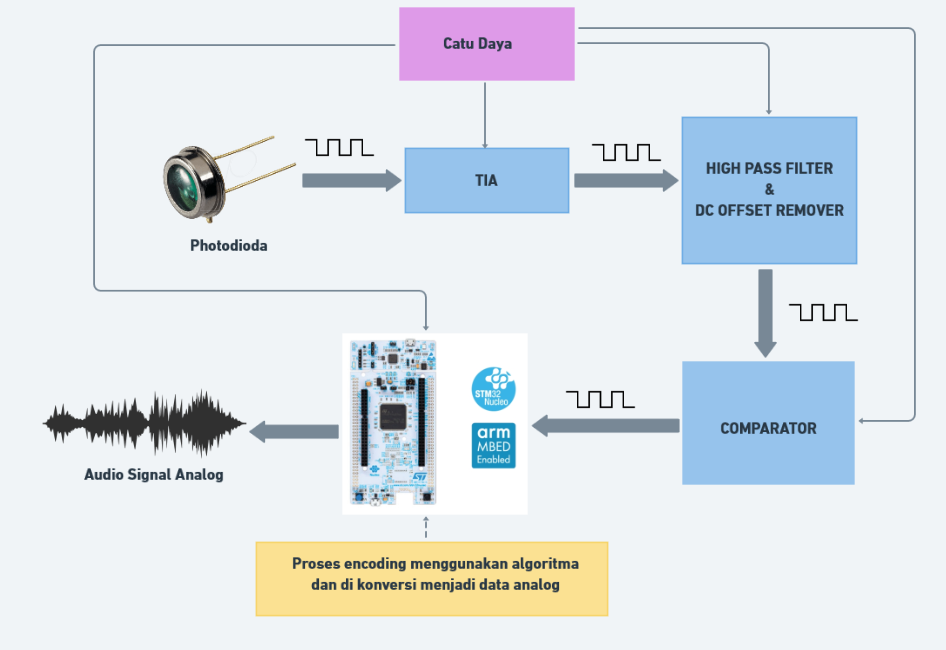 Catu Daya
TIA
HIGH PASS FILTER
&
DC OFFSET REMOVER
Photodioda
STM32
Nucleo
arm
MBED
Enabled
COMPARATOR
Audio Signal Analog
Proses encoding menggunakan algoritma
dan di konversi menjadi data analog